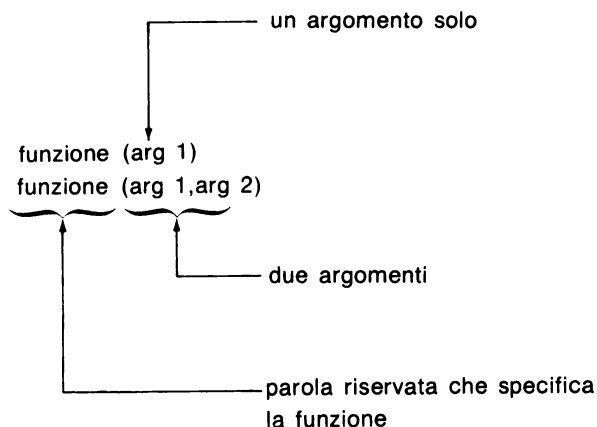 un argomento solo
funzione (arg 1)
funzione (arg 1,arg 2)
due argomenti
parola riservata che specifica
la funzione